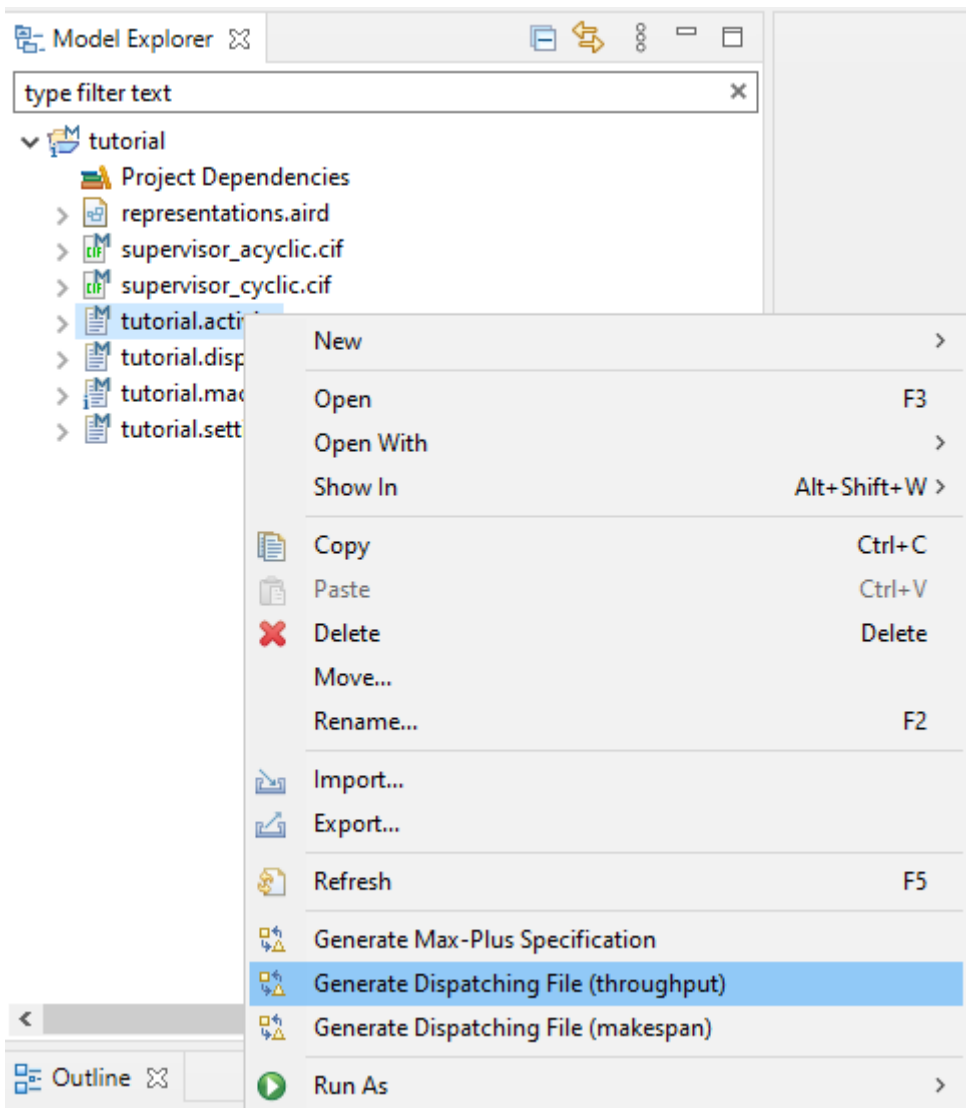 Model Explorer
type filter text
tutorial
Project Dependencies
representations.aird
supervisor_acyclic.cif
supervisor_cyclic.cif
tutorial.activi
tutorial.disp
tutorial.mac
tutorial.sett
New
Open F3
Open With
Show In Alt+Shift+W >
Copy Ctrl+C
Paste Ctrl+V
Delete Delete
Move...
Rename... F2
Import...
Export...
Refresh F5
Generate Max-Plus Specification
Generate Dispatching File (throughput)
Generate Dispatching File (makespan)
Outline
Run As